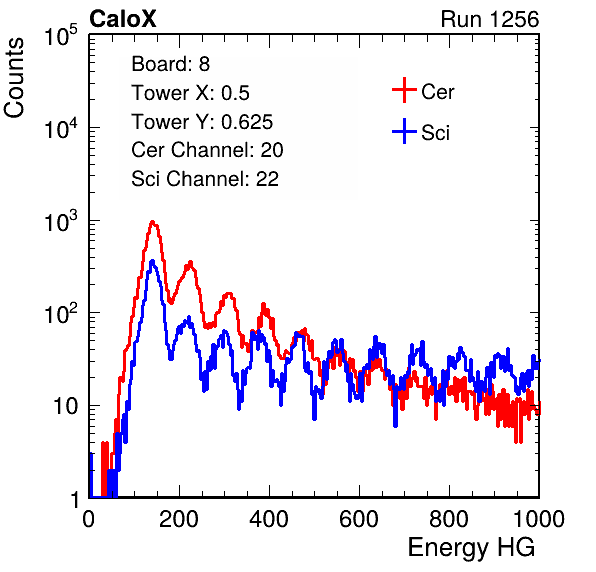 CaloX Run 1256
Board: 8
Tower X: 0.5
Tower Y: 0.625
Cer Channel: 20
Sci Channel: 22
Cer
Sci
Counts
10^5
10^4
10^3
10^2
10
1
0 200 400 600 800 1000
Energy HG